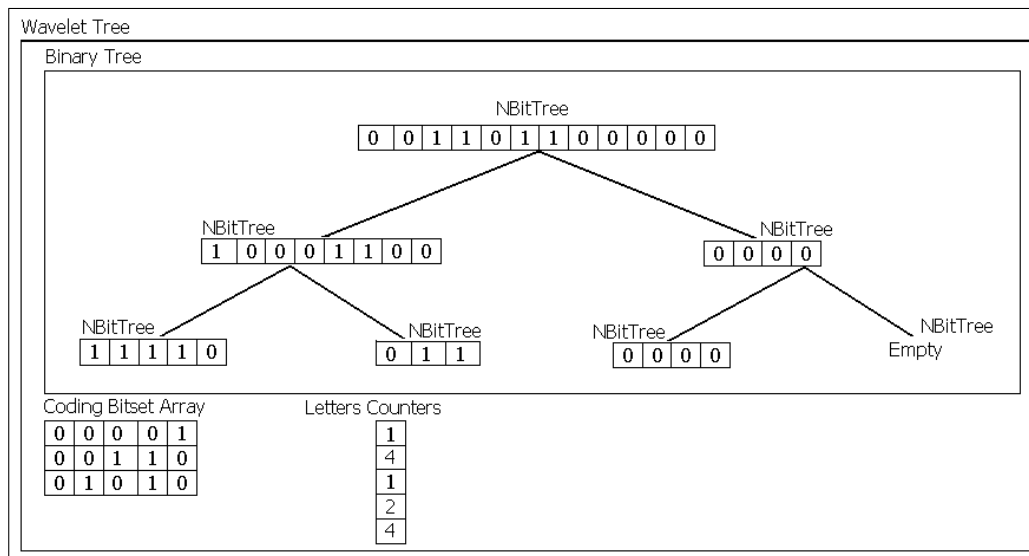 Wavelet Tree
Binary Tree
NBitTree
0 0 1 1 0 1 1 0 0 0 0 0
NBitTree
1 0 0 0 1 1 0 0
NBitTree
0 0 0 0
NBitTree
1 1 1 1 0
NBitTree
0 1 1
NBitTree
0 0 0 0
NBitTree
Empty
Coding Bitset Array
0 0 0 0 1
0 0 1 1 0
0 1 0 1 0
Letters Counters
1
4
1
2
4